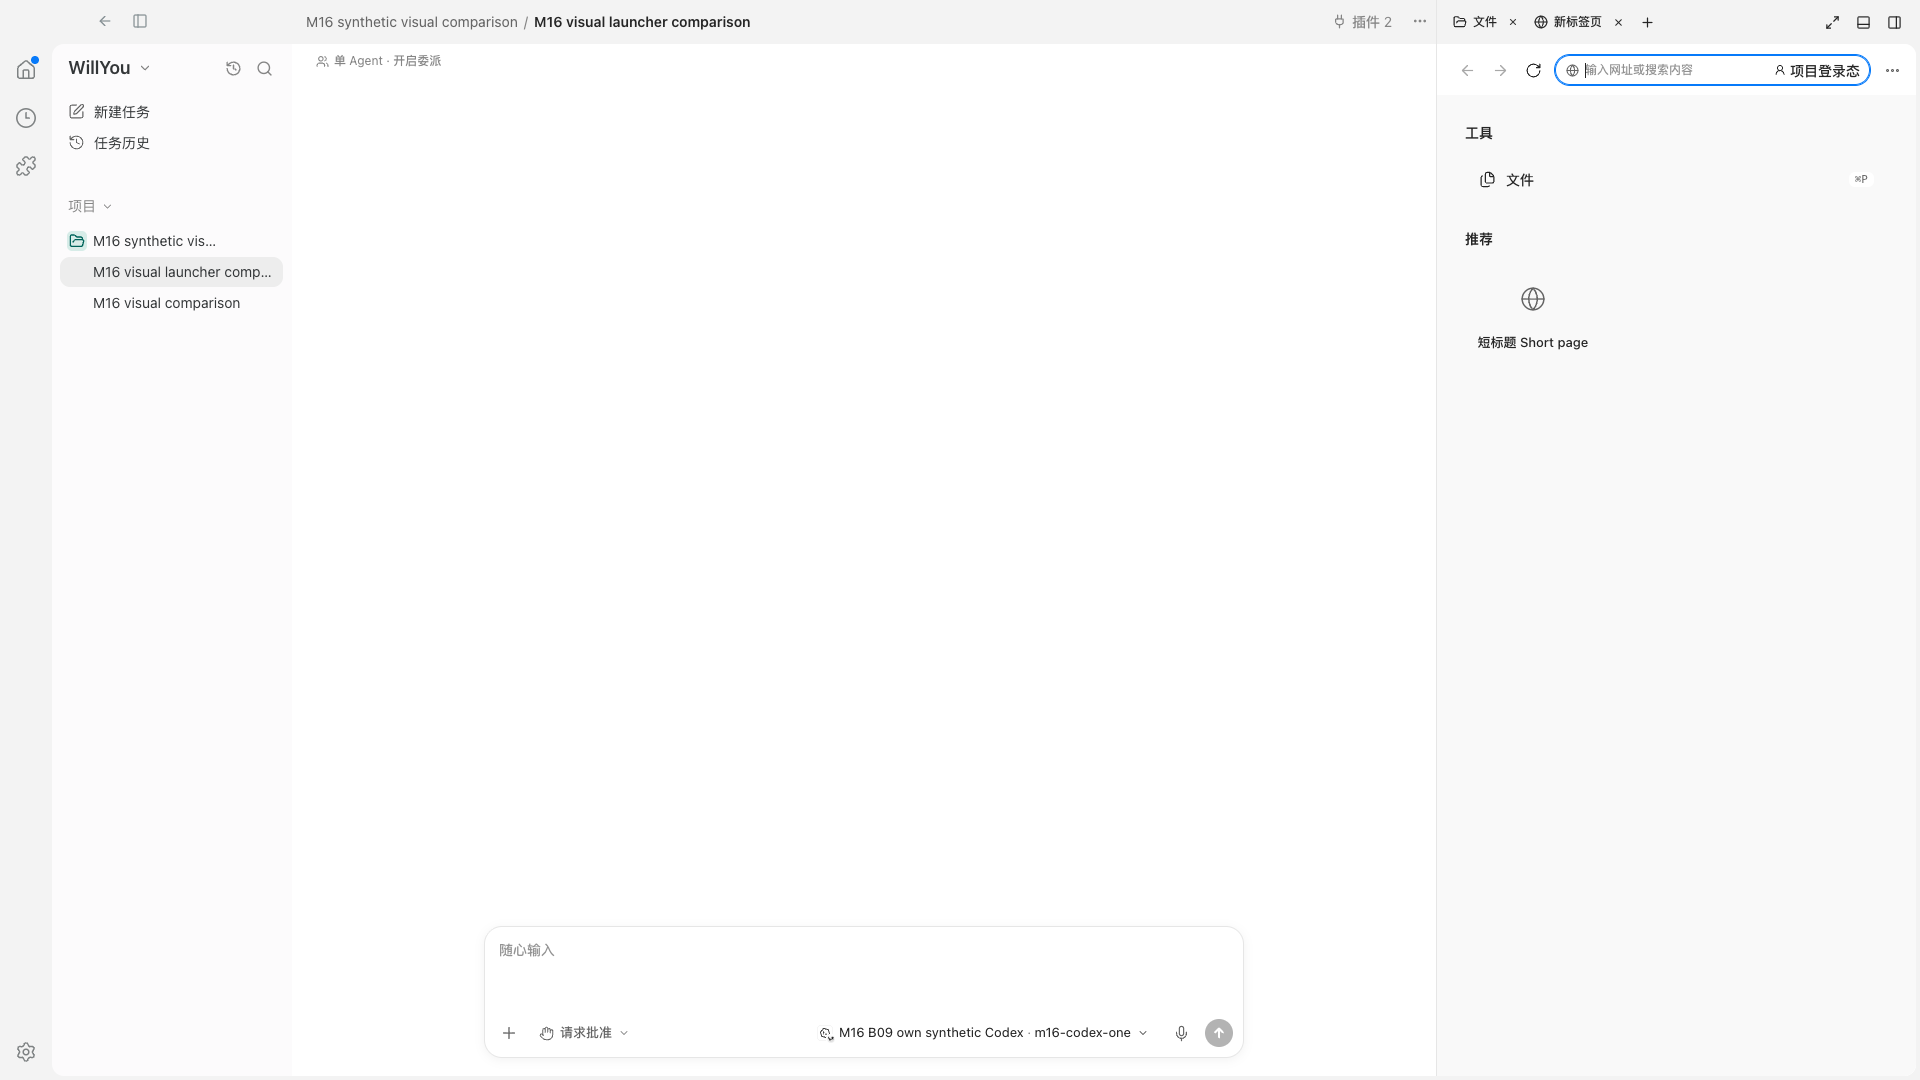 M16 synthetic visual comparison / M16 visual launcher comparison
插件 2
文件
新标签页
WillYou
新建任务
任务历史
项目
M16 synthetic vis...
M16 visual launcher comp...
M16 visual comparison
单 Agent · 开启委派
随心输入
请求批准
M16 B09 own synthetic Codex · m16-codex-one
输入网址或搜索内容
项目登录态
工具
文件
⌘P
推荐
短标题 Short page